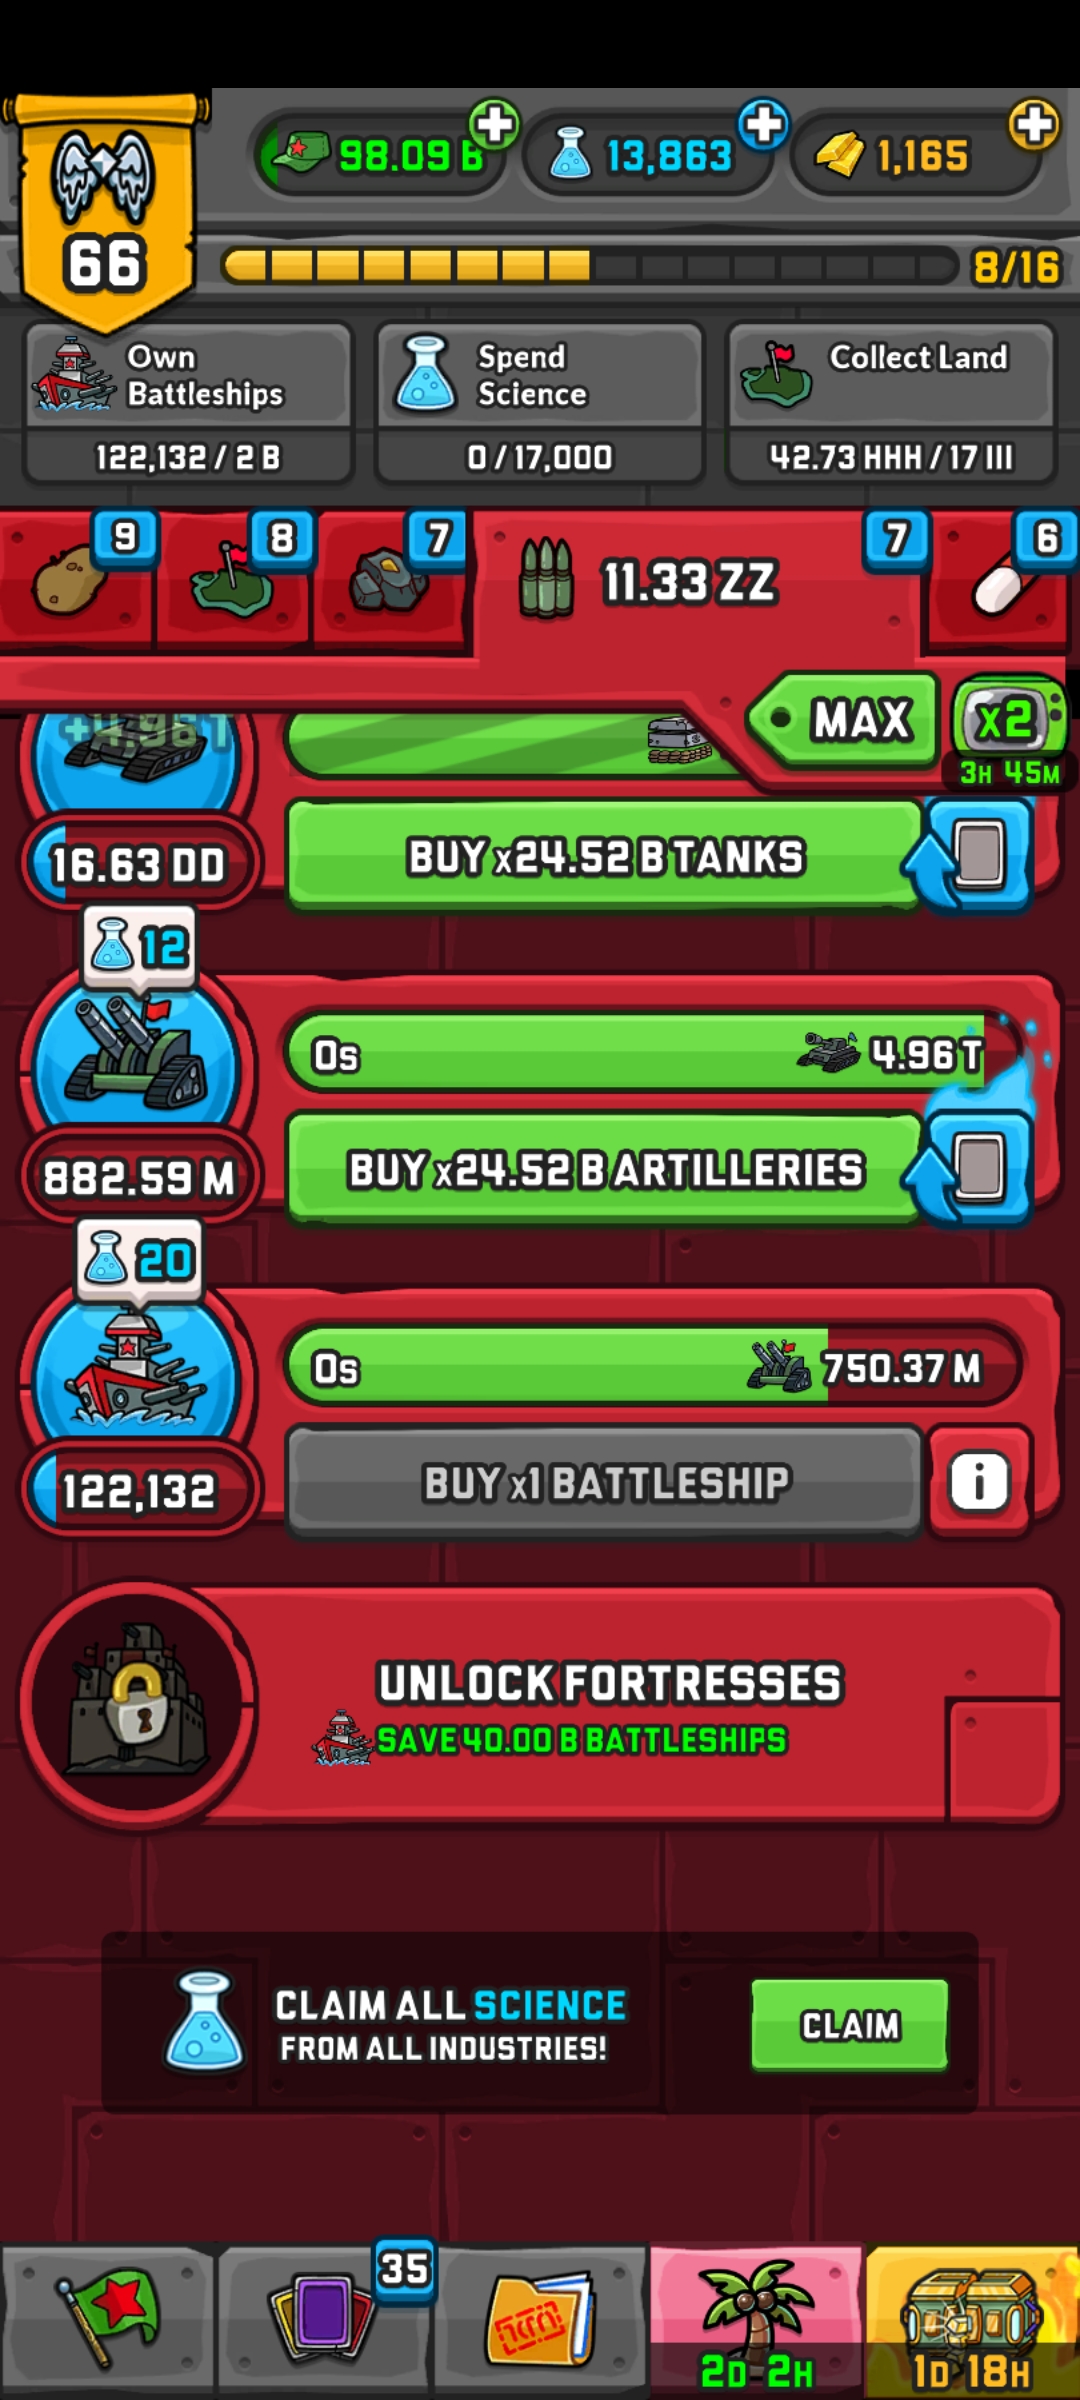 98.09 B
13,863
1,165
66
8/16
Own
Battleships
122,132 / 2 B
Spend
Science
0 / 17,000
Collect Land
42.73 HHH / 17 III
9
8
7
11.33 ZZ
7
6
MAX
x2
3H 45M
+4.96T
16.63 DD
BUY x24.52 B TANKS
12
0s
4.96 T
882.59 M
BUY x24.52 B ARTILLERIES
20
0s
750.37 M
122,132
BUY x1 BATTLESHIP
i
UNLOCK FORTRESSES
SAVE 40.00 B BATTLESHIPS
CLAIM ALL SCIENCE
FROM ALL INDUSTRIES!
CLAIM
35
2D 2H
1D 18H